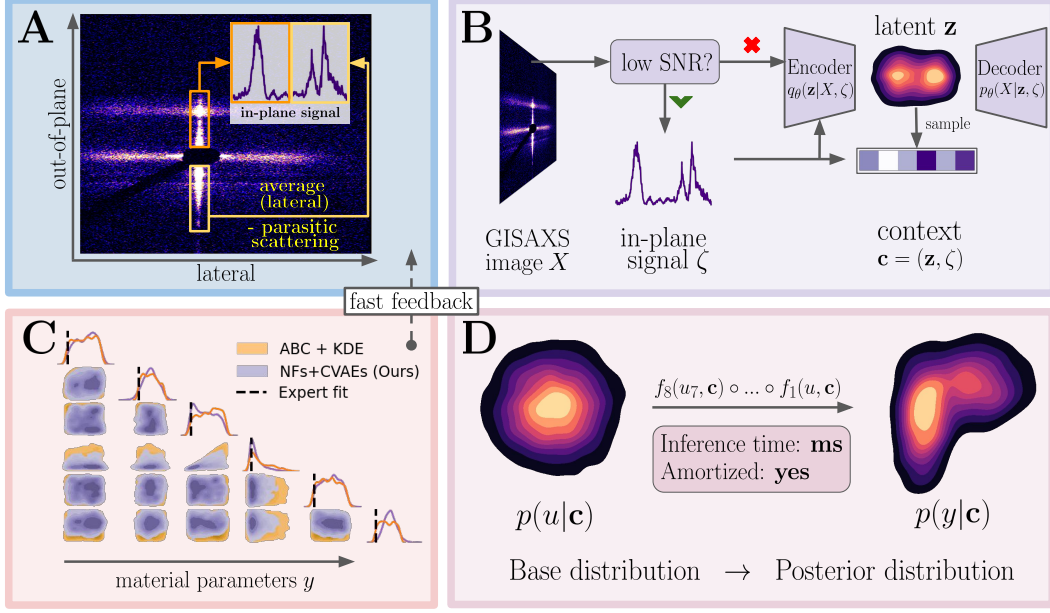 A
out-of-plane
in-plane signal
average
(lateral)
- parasitic
scattering
lateral
B
low SNR?
Encoder
qθ(z|X, ζ)
latent z
Decoder
pθ(X|z, ζ)
sample
GISAXS
image X
in-plane
signal ζ
context
c = (z, ζ)
fast feedback
C
ABC + KDE
NFs+CVAEs (Ours)
Expert fit
material parameters y
D
f₈(u₇, c) ∘ ... ∘ f₁(u, c)
Inference time: ms
Amortized: yes
p(u|c)
p(y|c)
Base distribution → Posterior distribution